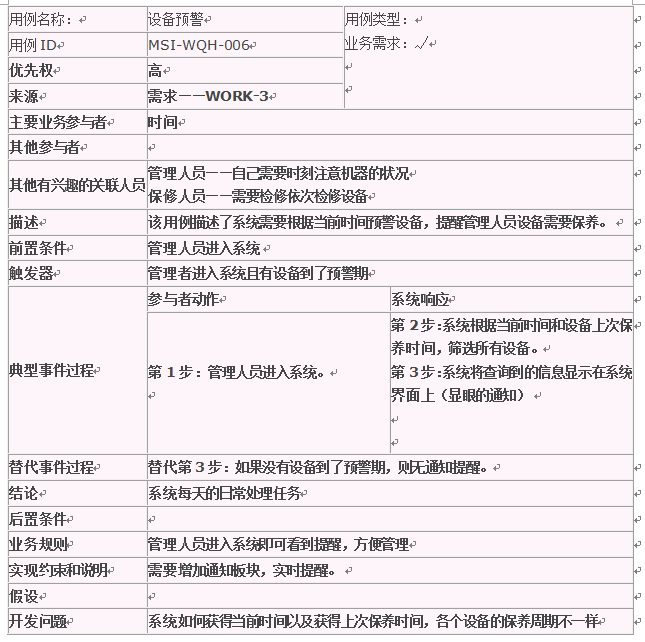 用例名称： 设备预警 用例类型：
用例 ID MSI-WQH-006 业务需求：√
优先权 高
来源 需求——WORK-3
主要业务参与者 时间
其他参与者
其他有兴趣的关联人员 管理人员——自己需要时刻注意机器的状况
保修人员——需要检修依次检修设备
描述 该用例描述了系统需要根据当前时间预警设备，提醒管理人员设备需要保养。
前置条件 管理人员进入系统
触发器 管理者进入系统且有设备到了预警期
典型事件过程 参与者动作 系统响应
第 1 步：管理人员进入系统。
第 2 步:系统根据当前时间和设备上次保
养时间，筛选所有设备。
第 3 步:系统将查询到的信息显示在系统
界面上（显眼的通知）
替代事件过程 替代第 3 步：如果没有设备到了预警期，则无通知提醒。
结论 系统每天的日常处理任务
后置条件
业务规则 管理人员进入系统即可看到提醒，方便管理
实现约束和说明 需要增加通知板块，实时提醒。
假设
开发问题 系统如何获得当前时间以及获得上次保养时间，各个设备的保养周期不一样